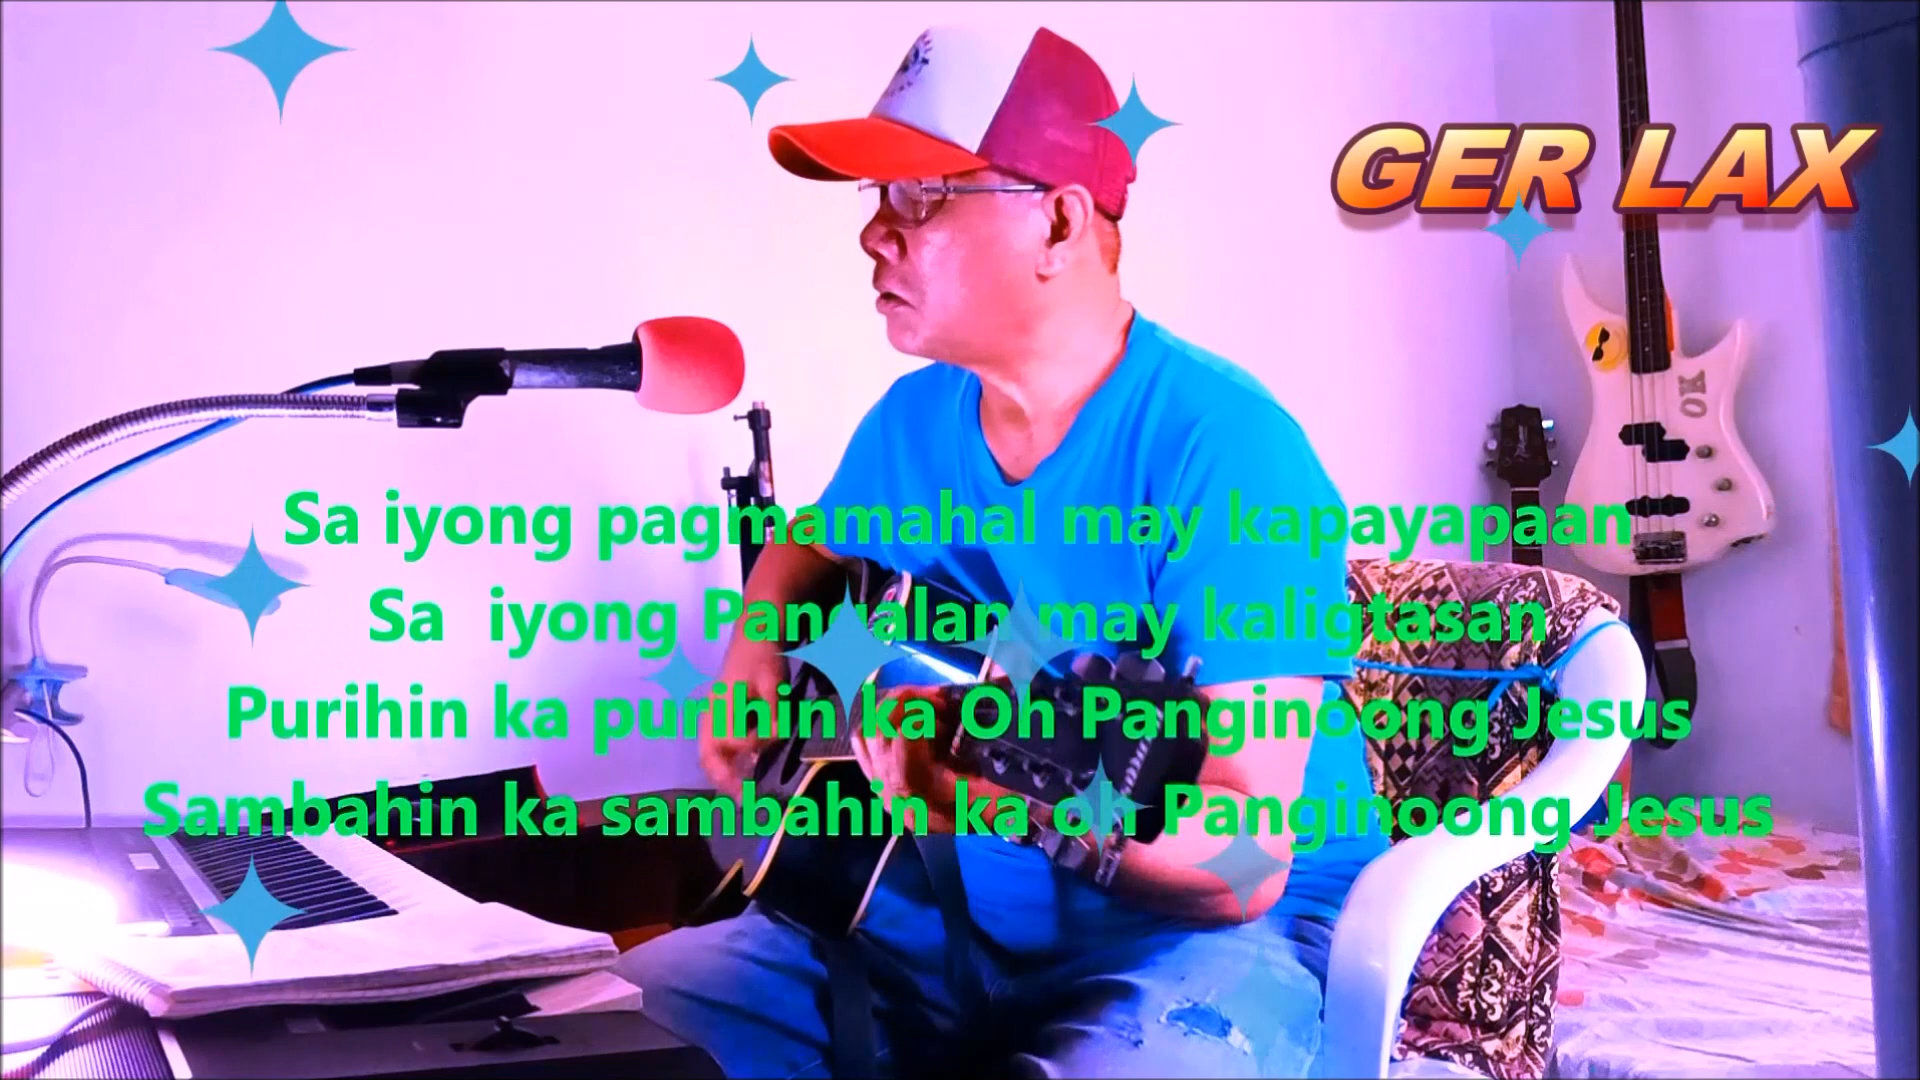 GER LAX
OK
Sa iyong pagmamahal may kapayapaan
Sa iyong Pangalan may kaligtasan
Purihin ka purihin ka Oh Panginoong Jesus
Sambahin ka sambahin ka oh Panginoong Jesus